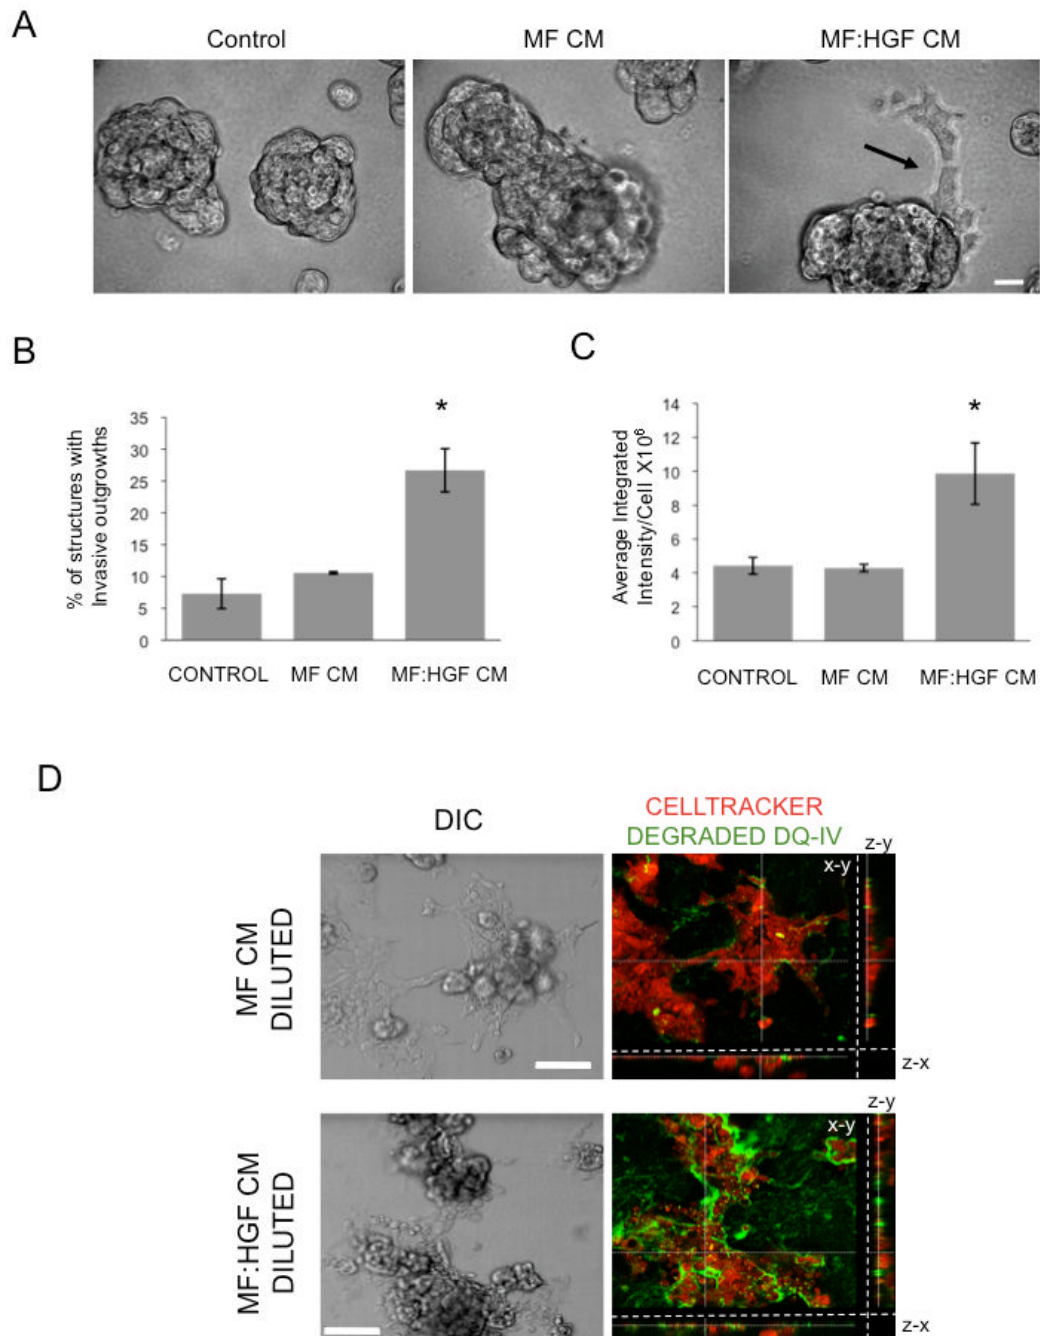 A
Control
MF CM
MF:HGF CM
B
% of structures with
Invasive outgrowths
35
30
25
20
15
10
5
0
*
CONTROL
MF CM
MF:HGF CM
C
Average Integrated
Intensity/Cell X10⁶
14
12
10
8
6
4
2
0
*
CONTROL
MF CM
MF:HGF CM
D
DIC
CELLTRACKER
DEGRADED DQ-IV
MF CM
DILUTED
x-y
z-y
z-x
MF:HGF CM
DILUTED
x-y
z-y
z-x